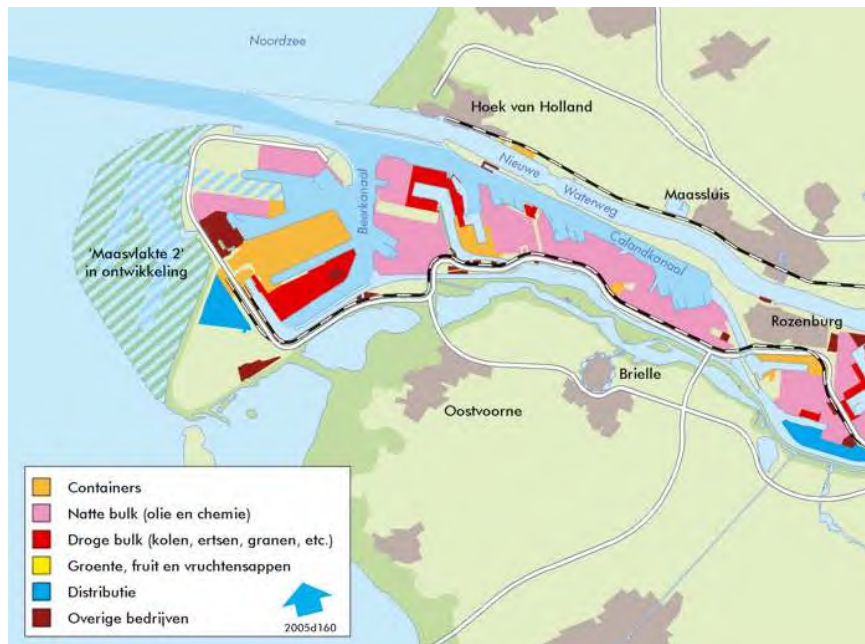 Noordzee
Hoek van Holland
Nieuwe
Waterweg
Maassluis
Beerkanaal
Calandkanaal
'Maasvlakte 2'
in ontwikkeling
Rozenburg
Brielle
Oostvoorne
Containers
Natte bulk (olie en chemie)
Droge bulk (kolen, ertsen, granen, etc.)
Groente, fruit en vruchtensappen
Distributie
Overige bedrijven
2005d160